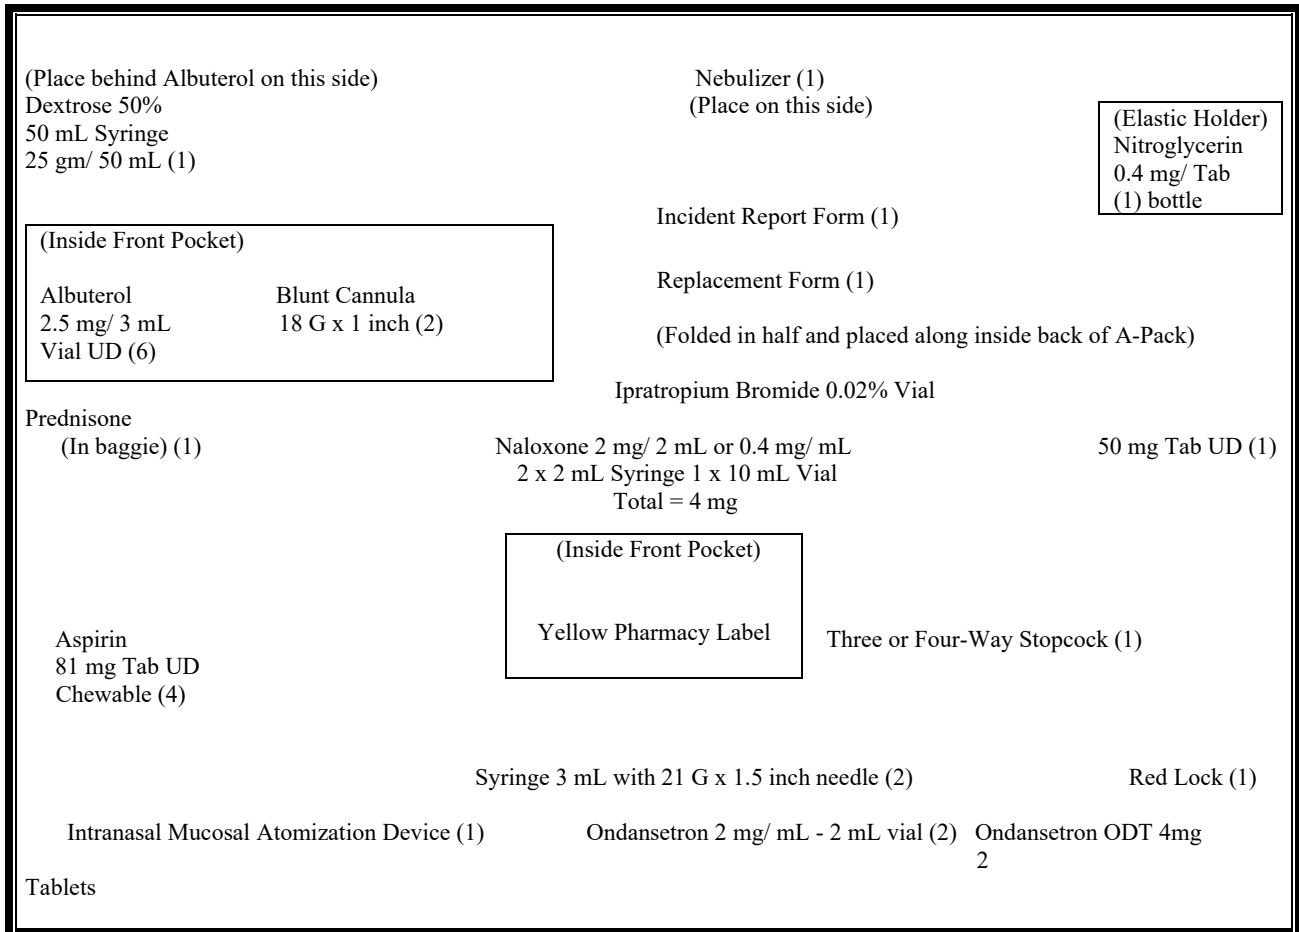 (Place behind Albuterol on this side) Nebulizer (1)
Dextrose 50% (Place on this side)
50 mL Syringe
25 gm/ 50 mL (1)
(Elastic Holder)
Nitroglycerin
0.4 mg/ Tab
(1) bottle
Incident Report Form (1)
(Inside Front Pocket)
Albuterol Blunt Cannula
2.5 mg/ 3 mL 18 G x 1 inch (2)
Vial UD (6)
Replacement Form (1)
(Folded in half and placed along inside back of A-Pack)
Ipratropium Bromide 0.02% Vial
Prednisone
(In baggie) (1) Naloxone 2 mg/ 2 mL or 0.4 mg/ mL 50 mg Tab UD (1)
2 x 2 mL Syringe 1 x 10 mL Vial
Total = 4 mg
(Inside Front Pocket)
Yellow Pharmacy Label
Aspirin
81 mg Tab UD
Chewable (4)
Three or Four-Way Stopcock (1)
Syringe 3 mL with 21 G x 1.5 inch needle (2) Red Lock (1)
Intranasal Mucosal Atomization Device (1) Ondansetron 2 mg/ mL - 2 mL vial (2) Ondansetron ODT 4mg
2
Tablets